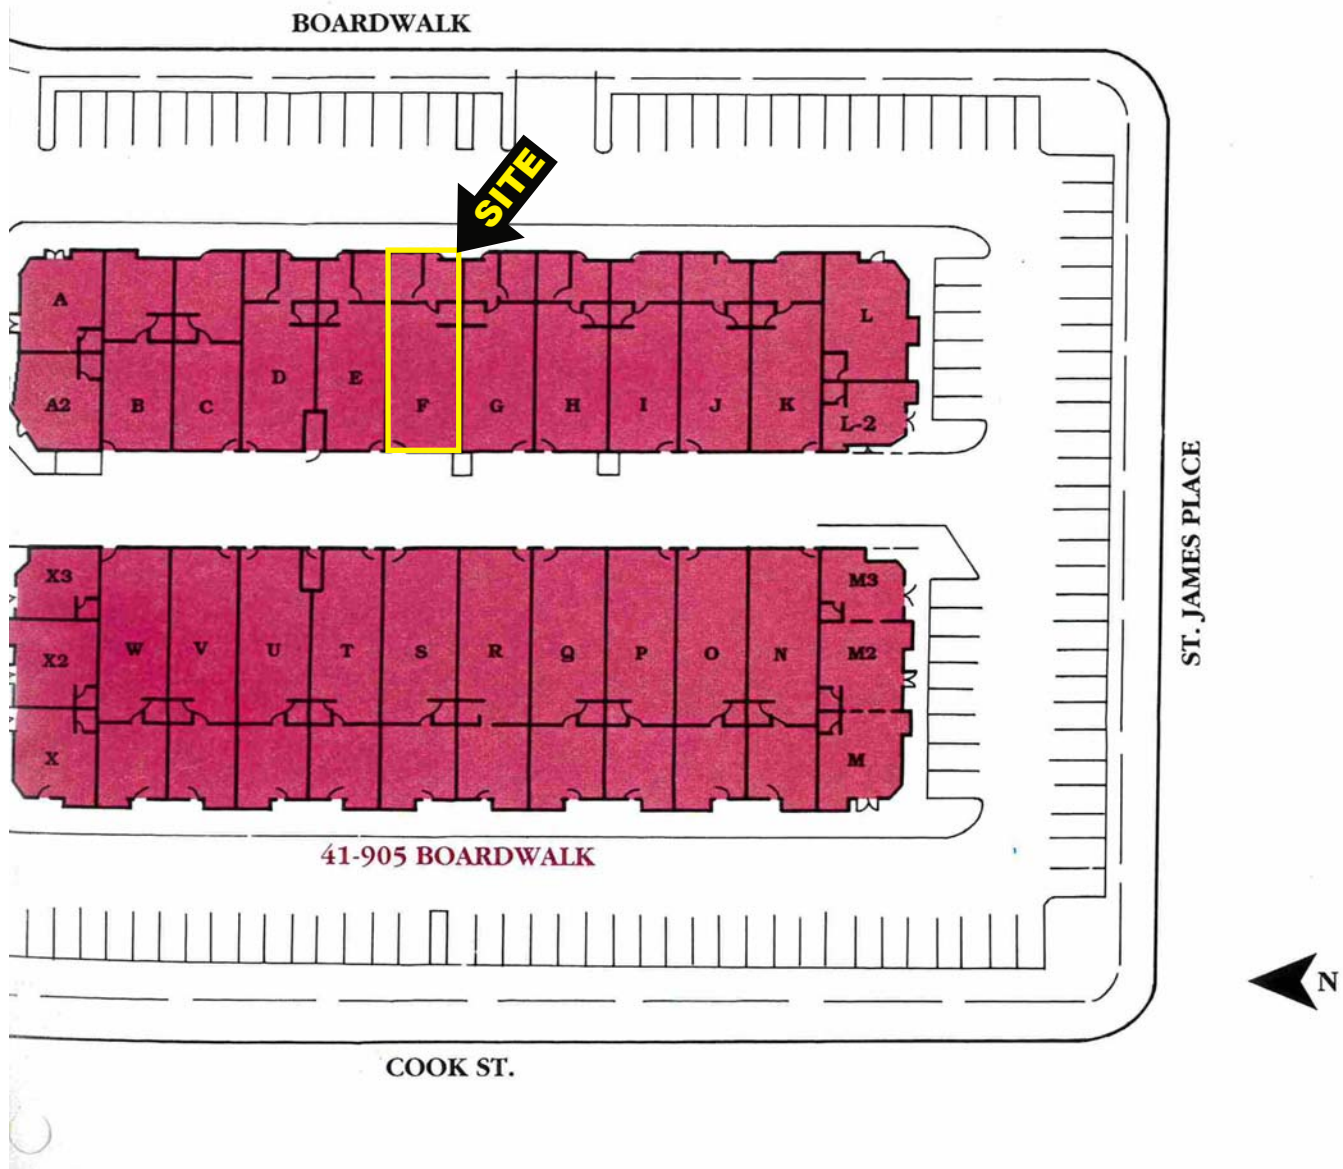 BOARDWALK
SITE
A
L
D
E
A2
B
C
F
G
H
I
J
K
L-2
ST. JAMES PLACE
X3
M3
W
V
U
T
S
R
Q
P
O
N
X2
M2
X
M
41-905 BOARDWALK
N
COOK ST.